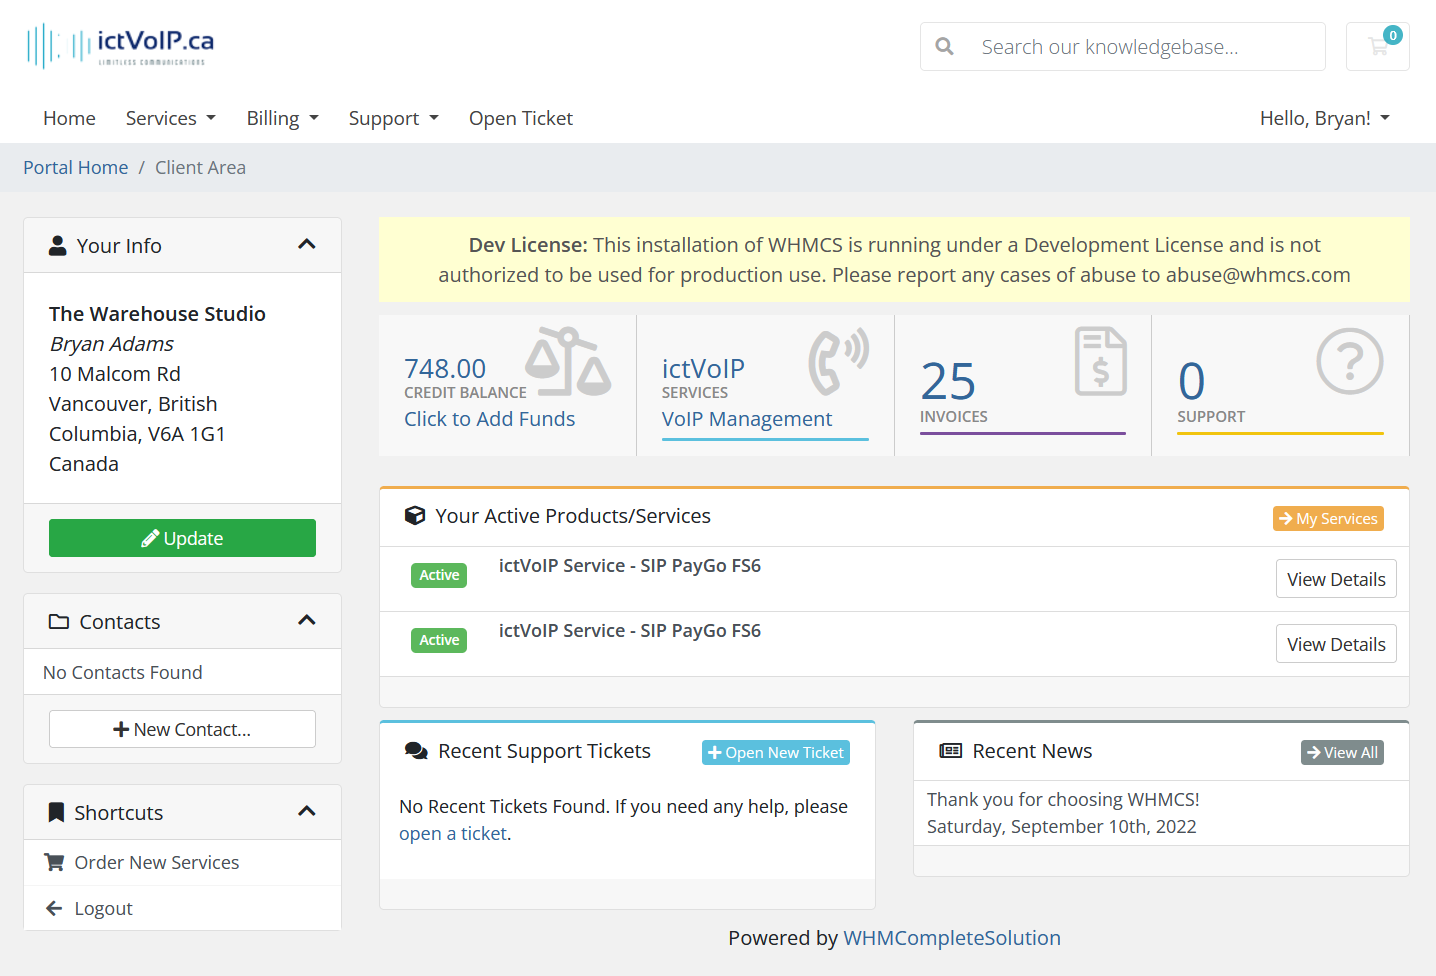 ictVoIP.ca
LIMITLESS COMMUNICATIONS
Search our knowledgebase...
0
Home
Services
Billing
Support
Open Ticket
Hello, Bryan!
Portal Home / Client Area
Your Info
The Warehouse Studio
Bryan Adams
10 Malcom Rd
Vancouver, British
Columbia, V6A 1G1
Canada
Update
Contacts
No Contacts Found
New Contact...
Shortcuts
Order New Services
Logout
Dev License: This installation of WHMCS is running under a Development License and is not
authorized to be used for production use. Please report any cases of abuse to abuse@whmcs.com
748.00
CREDIT BALANCE
Click to Add Funds
ictVoIP
SERVICES
VoIP Management
25
INVOICES
0
SUPPORT
Your Active Products/Services
My Services
Active
ictVoIP Service - SIP PayGo FS6
View Details
Active
ictVoIP Service - SIP PayGo FS6
View Details
Recent Support Tickets
Open New Ticket
No Recent Tickets Found. If you need any help, please
open a ticket.
Recent News
View All
Thank you for choosing WHMCS!
Saturday, September 10th, 2022
Powered by WHMCompleteSolution